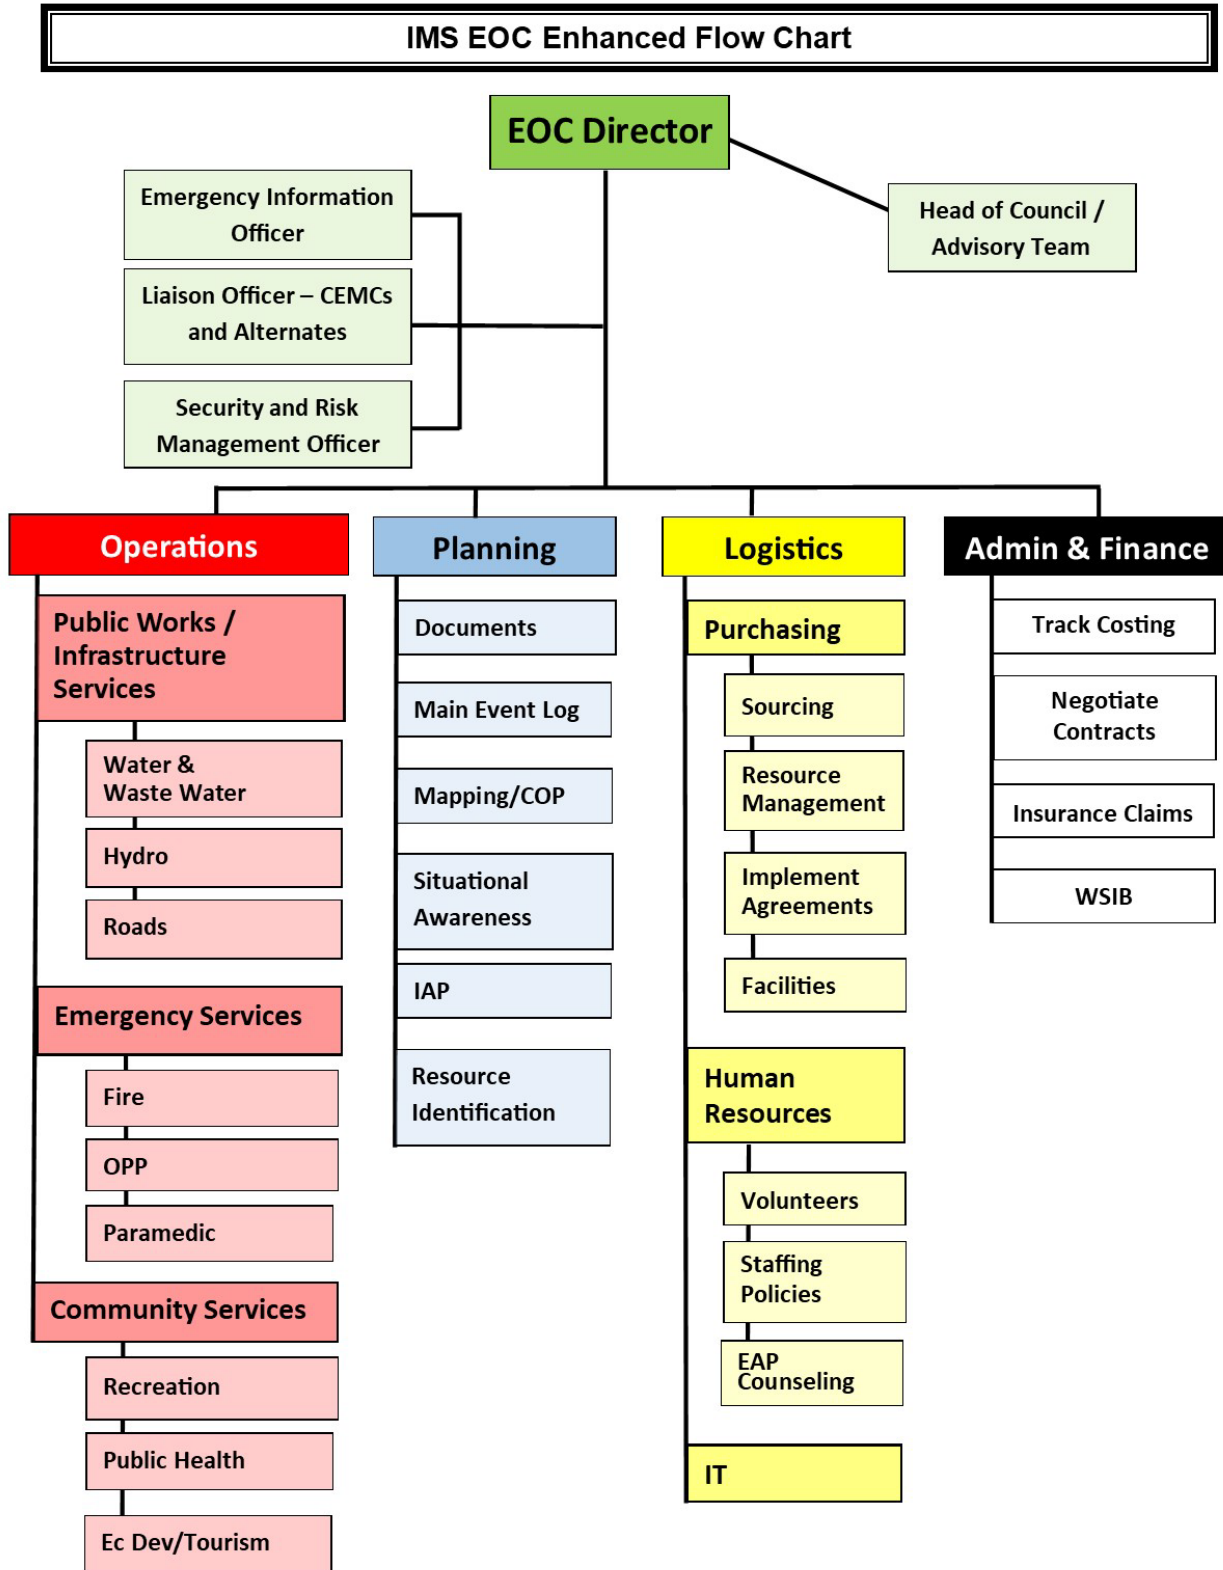 IMS EOC Enhanced Flow Chart
EOC Director
Emergency Information
Officer
Head of Council /
Advisory Team
Liaison Officer – CEMCs
and Alternates
Security and Risk
Management Officer
Operations
Public Works /
Infrastructure
Services
Water &
Waste Water
Hydro
Roads
Emergency Services
Fire
OPP
Paramedic
Community Services
Recreation
Public Health
Ec Dev/Tourism
Planning
Documents
Main Event Log
Mapping/COP
Situational
Awareness
IAP
Resource
Identification
Logistics
Purchasing
Sourcing
Resource
Management
Implement
Agreements
Facilities
Human
Resources
Volunteers
Staffing
Policies
EAP
Counseling
IT
Admin & Finance
Track Costing
Negotiate
Contracts
Insurance Claims
WSIB